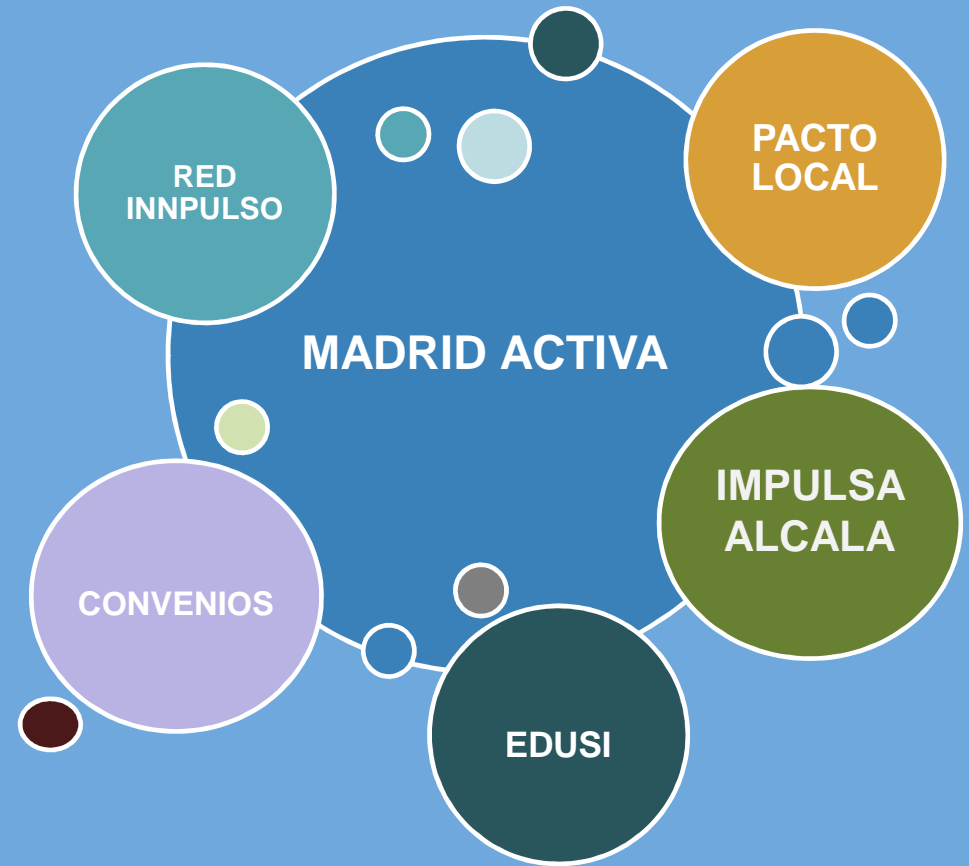 PACTO
LOCAL
RED
INNPULSO
MADRID ACTIVA
IMPULSA
ALCALA
CONVENIOS
EDUSI